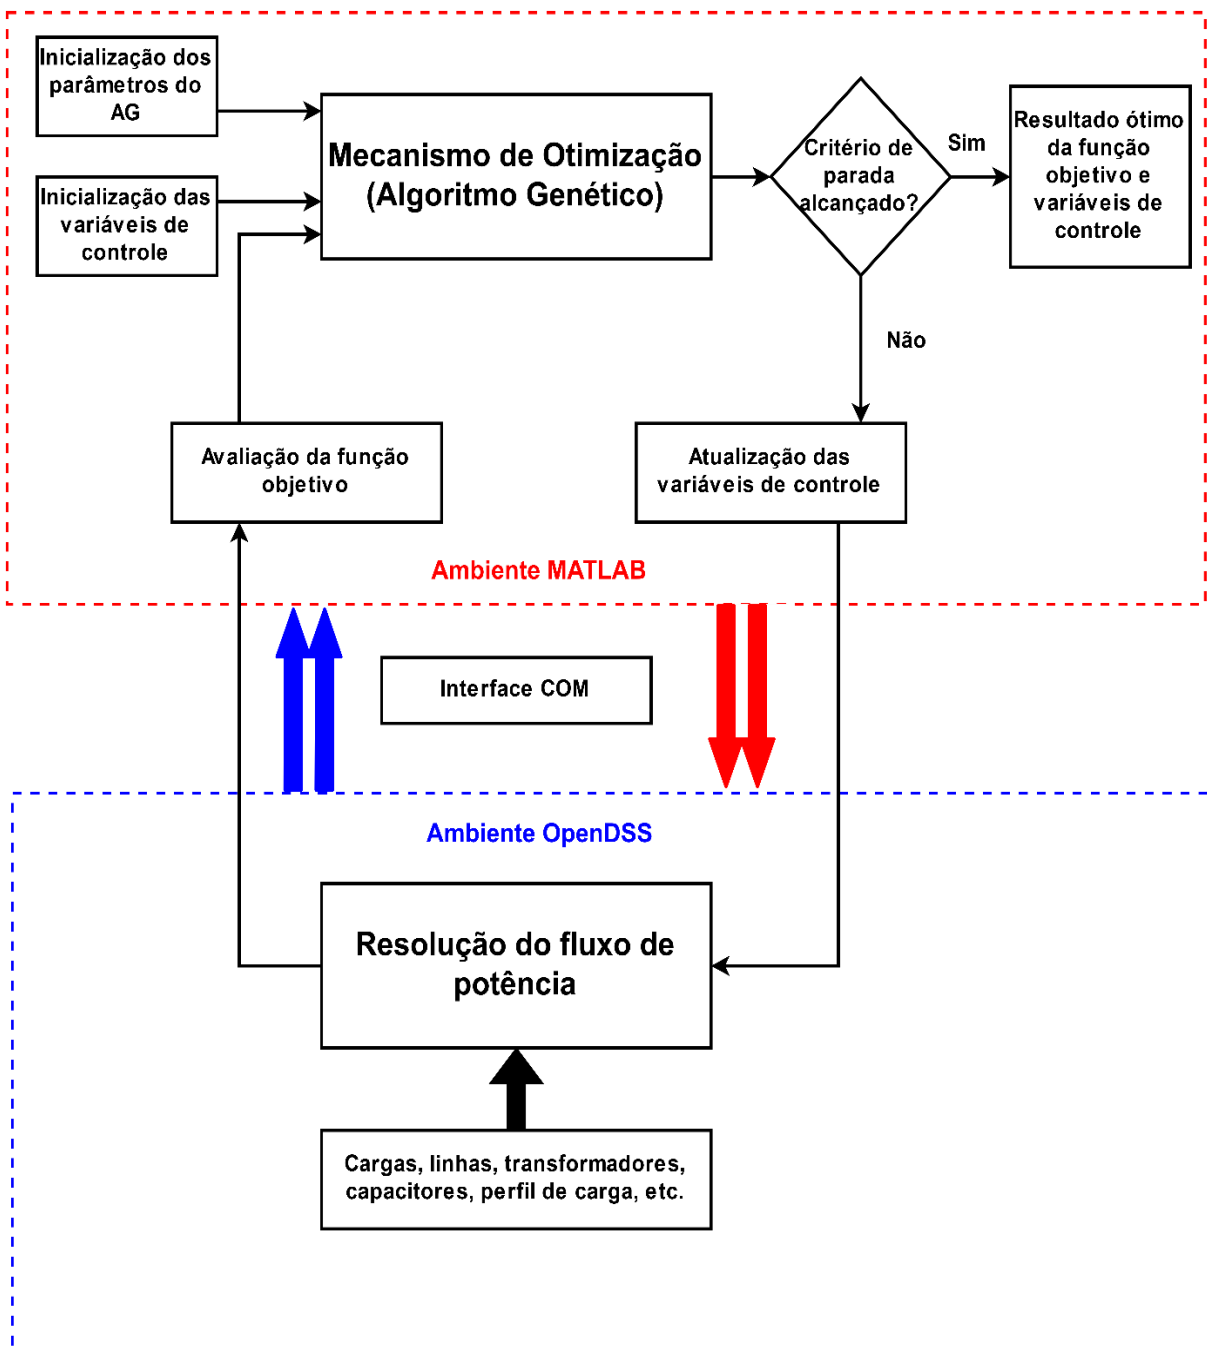 Inicialização dos
parâmetros do
AG
Mecanismo de Otimização
(Algoritmo Genético)
Critério de
parada
alcançado?
Sim
Resultado ótimo
da função
objetivo e
variáveis de
controle
Inicialização das
variáveis de
controle
Não
Avaliação da função
objetivo
Atualização das
variáveis de controle
Ambiente MATLAB
Interface COM
Ambiente OpenDSS
Resolução do fluxo de
potência
Cargas, linhas, transformadores,
capacitores, perfil de carga, etc.